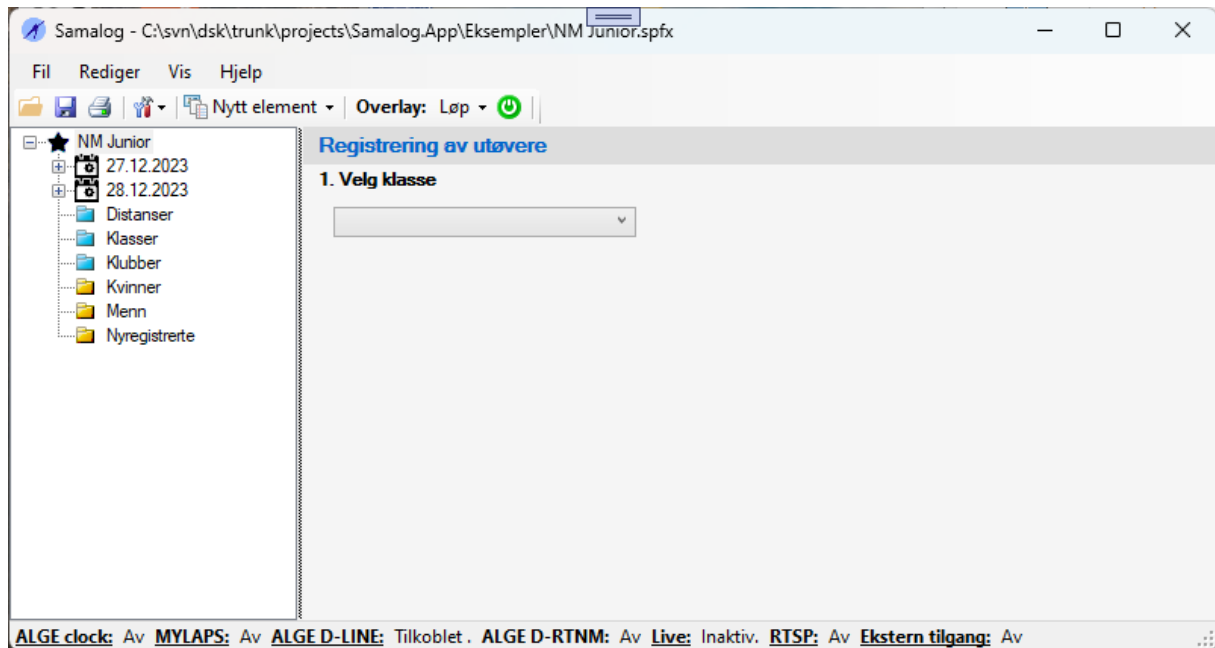 Samalog - C:\svn\dsk\trunk\projects\Samalog.App\Eksempler\NM Junior.spfx
Fil Rediger Vis Hjelp
Nytt element Overlay: Løp
NM Junior
27.12.2023
28.12.2023
Distanser
Klasser
Klubber
Kvinner
Menn
Nyregistrerte
Registrering av utøvere
1. Velg klasse
ALGE clock: Av MYLAPS: Av ALGE D-LINE: Tilkoblet . ALGE D-RTNM: Av Live: Inaktiv. RTSP: Av Ekstern tilgang: Av